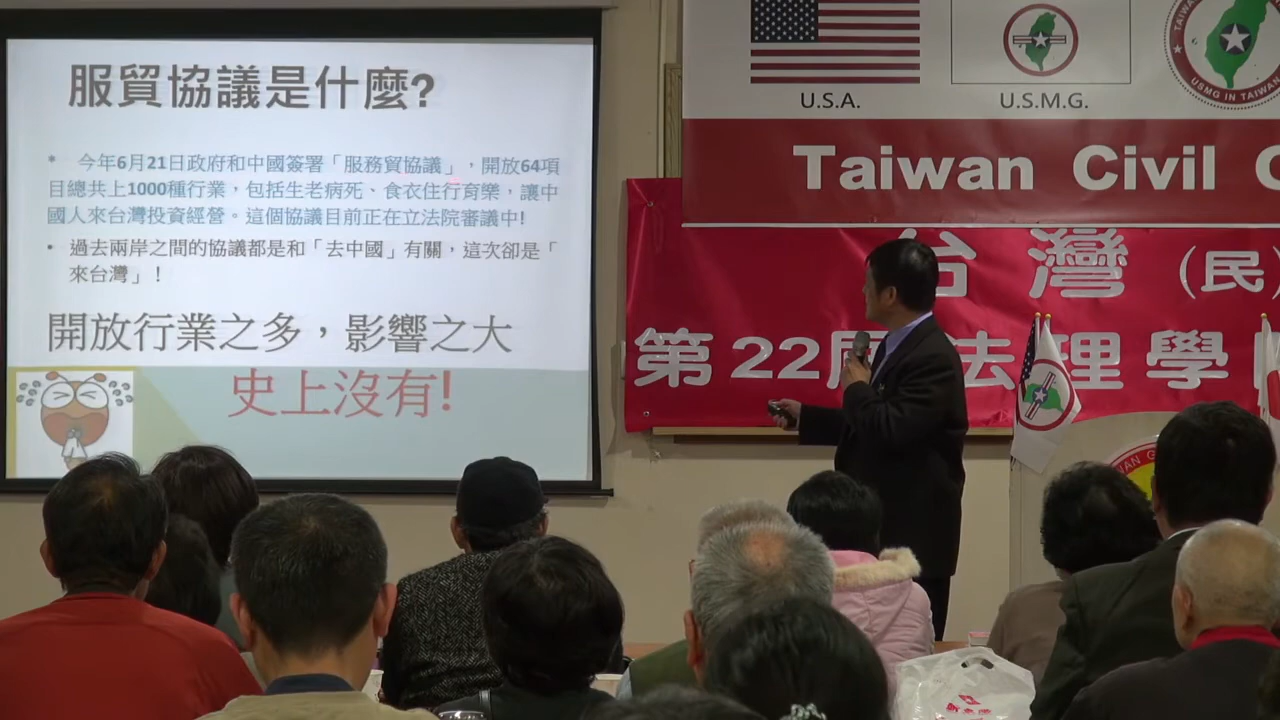 服貿協議是什麼?
• 今年6月21日政府和中國簽署「服務貿協議」，開放64項
目總共上1000種行業，包括生老病死、食衣住行育樂，讓中
國人來台灣投資經營。這個協議目前正在立法院審議中!
• 過去兩岸之間的協議都是和「去中國」有關，這次卻是「
來台灣」!
開放行業之多，影響之大
史上沒有!
U.S.A.
U.S.M.G.
USMG IN TAIWAN
Taiwan Civil
台灣(民
第22屆法理學